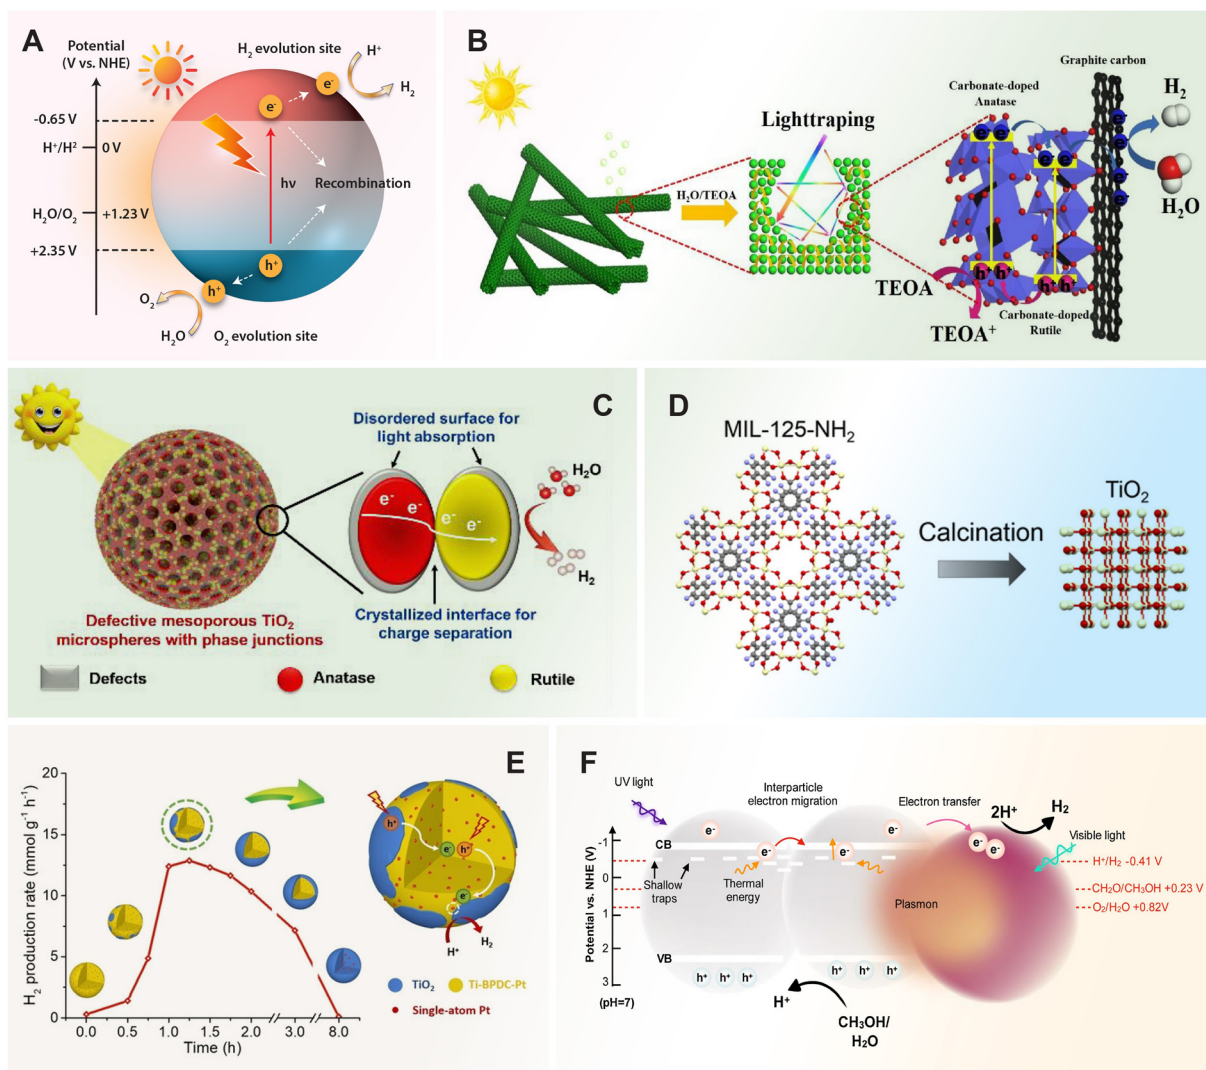 A
Potential
(V vs. NHE)
H₂ evolution site
H⁺
H₂
e⁻
e⁻
-0.65 V
H⁺/H²
0 V
hν
Recombination
H₂O/O₂
+1.23 V
+2.35 V
h⁺
h⁺
O₂
H₂O
O₂ evolution site
B
Graphite carbon
Carbonate-doped
Anatase
H₂
Lighttraping
e⁻
e⁻
e⁻
e⁻
e⁻
e⁻
e⁻
e⁻
H₂O/TEOA
H₂O
TEOA
h⁺
h⁺
h⁺
h⁺
TEOA⁺
Carbonate-doped
Rutile
C
Disordered surface for
light absorption
H₂O
e⁻
e⁻
e⁻
e⁻
H₂
Defective mesoporous TiO₂
microspheres with phase junctions
Crystallized interface for
charge separation
Defects
Anatase
Rutile
D
MIL-125-NH₂
TiO₂
Calcination
E
H₂ production rate (mmol g⁻¹ h⁻¹)
20
15
10
5
0
0.0
0.5
1.0
1.5
2.0
3.0
8.0
Time (h)
h⁺
e⁻
h⁺
e⁻
H⁺
H₂
TiO₂
Ti-BPDC-Pt
Single-atom Pt
F
UV light
Interparticle
electron migration
Electron transfer
2H⁺
H₂
Visible light
e⁻
e⁻
e⁻
e⁻
e⁻
e⁻
CB
Shallow
traps
Thermal
energy
Plasmon
H⁺/H₂ -0.41 V
CH₂O/CH₃OH +0.23 V
O₂/H₂O +0.82V
Potential vs. NHE (V)
-1
0
1
2
3
(pH=7)
VB
h⁺
h⁺
h⁺
h⁺
h⁺
h⁺
H⁺
CH₃OH/
H₂O